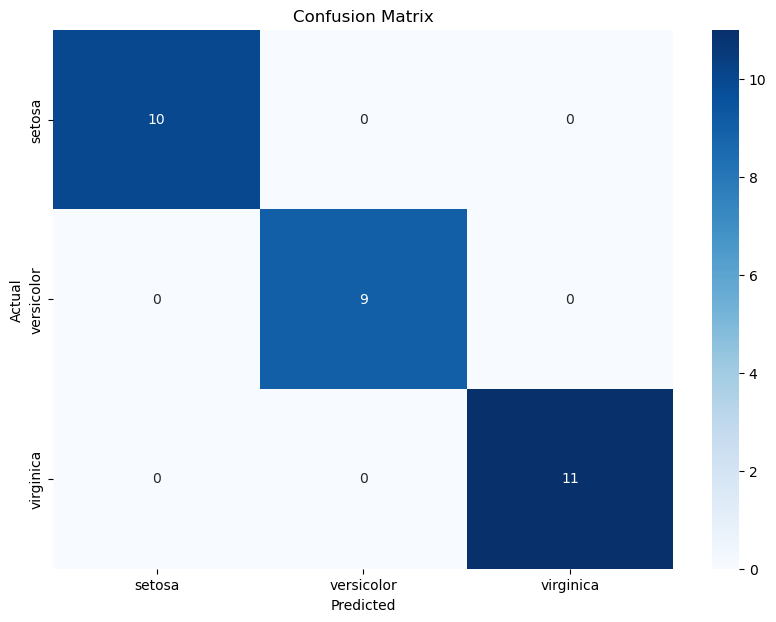 Confusion Matrix
setosa 10 0 0
versicolor 0 9 0
virginica 0 0 11
Actual
setosa versicolor virginica
Predicted
10
8
6
4
2
0